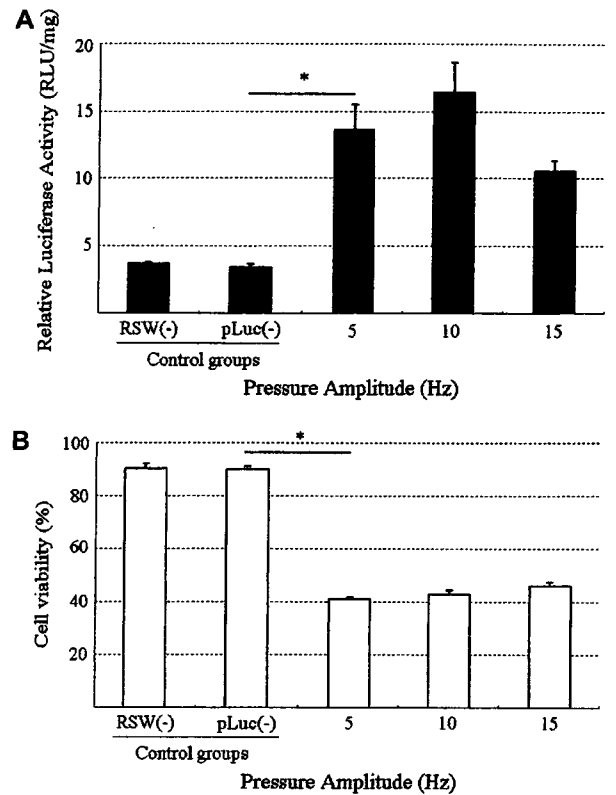 A
Relative Luciferase Activity (RLU/mg)
20
15
10
5
*
RSW(-) pLuc(-) 5 10 15
Control groups
Pressure Amplitude (Hz)
B
Cell viability (%)
100
80
60
40
20
*
RSW(-) pLuc(-) 5 10 15
Control groups
Pressure Amplitude (Hz)